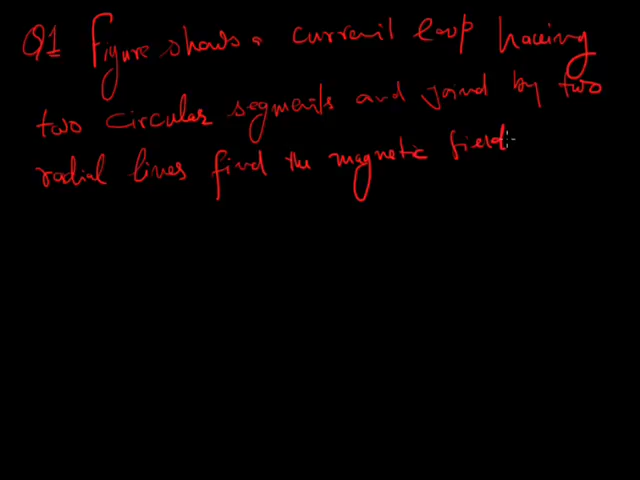 Q1 Figure shows a current loop having
two circular segments and joined by two
radial lines find the magnetic field